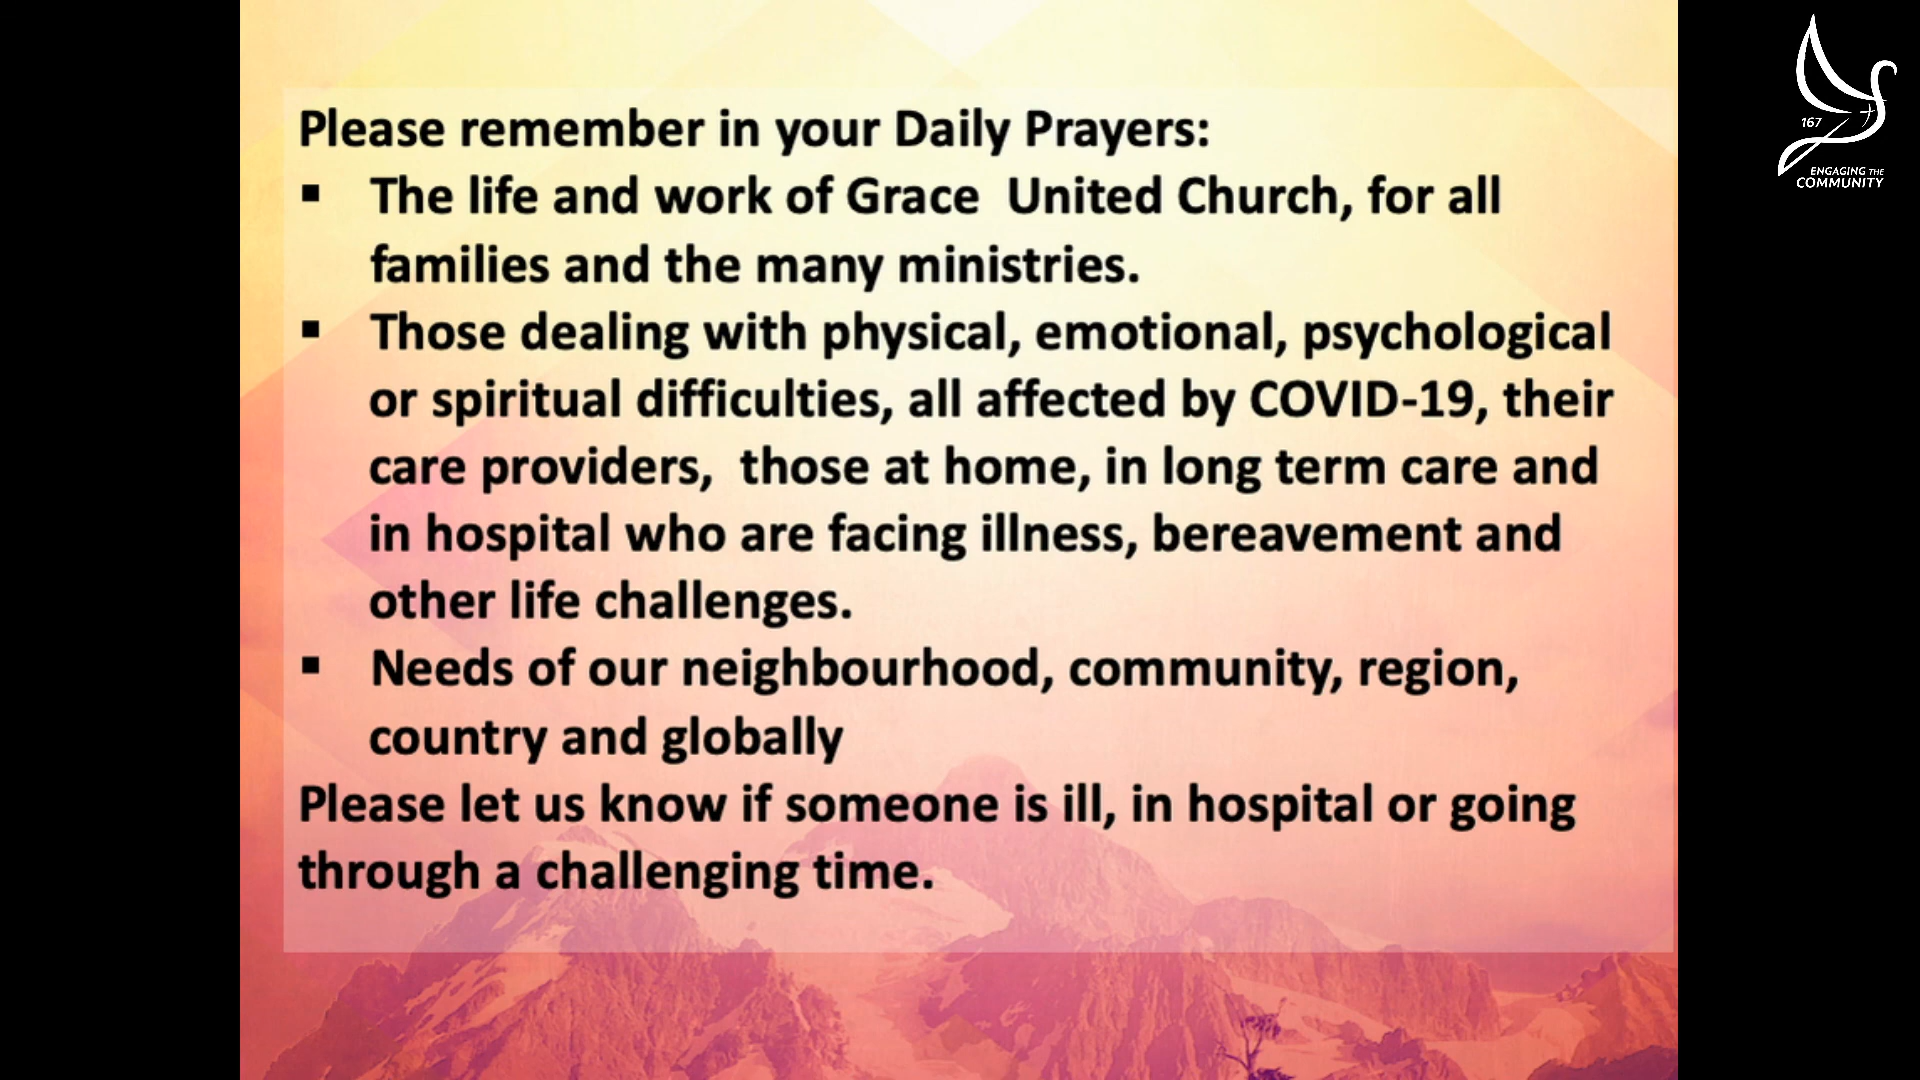 Please remember in your Daily Prayers:
▪ The life and work of Grace  United Church, for all
families and the many ministries.
▪ Those dealing with physical, emotional, psychological
or spiritual difficulties, all affected by COVID-19, their
care providers,  those at home, in long term care and
in hospital who are facing illness, bereavement and
other life challenges.
▪ Needs of our neighbourhood, community, region,
country and globally
Please let us know if someone is ill, in hospital or going
through a challenging time.
167
ENGAGING THE
COMMUNITY